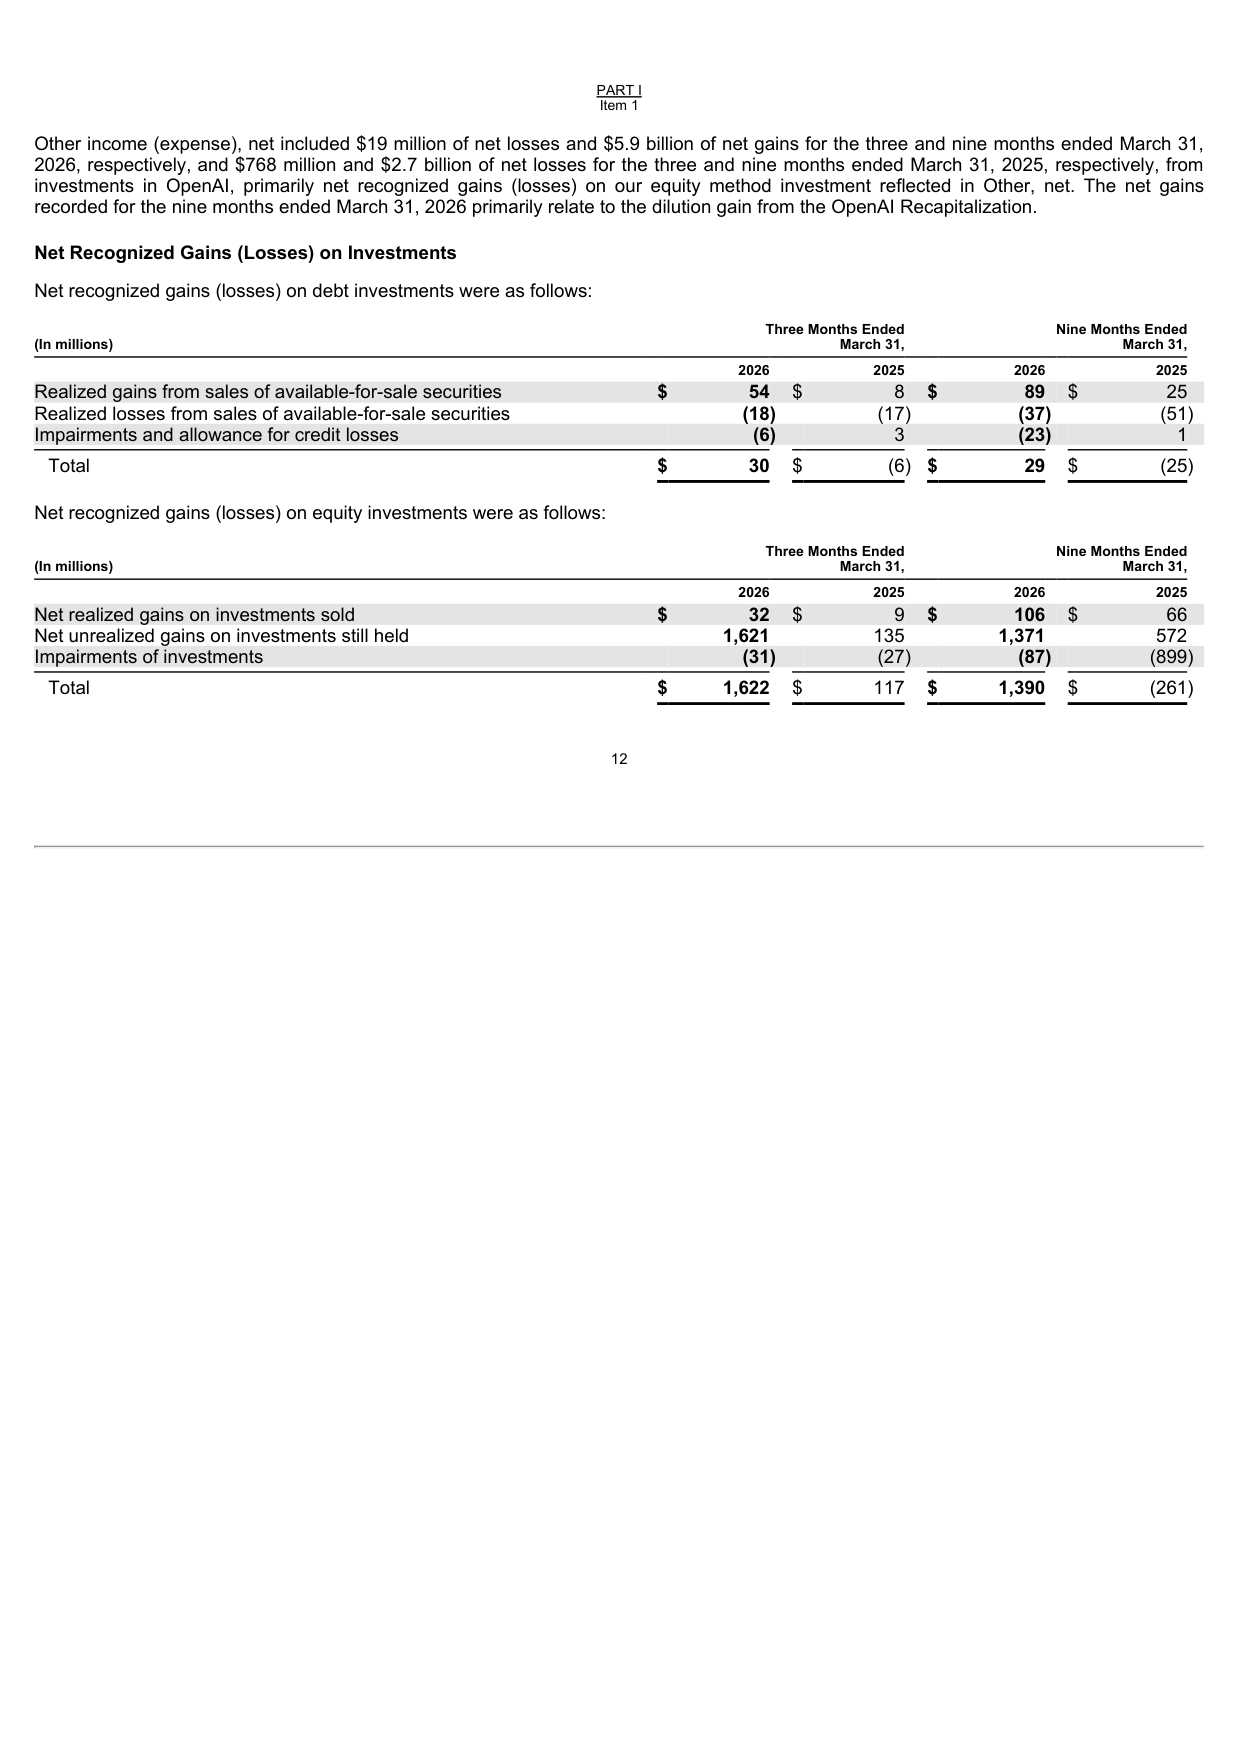 PART I
Item 1
Other income (expense), net included $19 million of net losses and $5.9 billion of net gains for the three and nine months ended March 31,
2026, respectively, and $768 million and $2.7 billion of net losses for the three and nine months ended March 31, 2025, respectively, from
investments in OpenAI, primarily net recognized gains (losses) on our equity method investment reflected in Other, net. The net gains
recorded for the nine months ended March 31, 2026 primarily relate to the dilution gain from the OpenAI Recapitalization.
Net Recognized Gains (Losses) on Investments
Net recognized gains (losses) on debt investments were as follows:
Three Months Ended Nine Months Ended
(In millions) March 31, March 31,
2026 2025 2026 2025
Realized gains from sales of available-for-sale securities $ 54 $ 8 $ 89 $ 25
Realized losses from sales of available-for-sale securities (18) (17) (37) (51)
Impairments and allowance for credit losses (6) 3 (23) 1
Total $ 30 $ (6) $ 29 $ (25)
Net recognized gains (losses) on equity investments were as follows:
Three Months Ended Nine Months Ended
(In millions) March 31, March 31,
2026 2025 2026 2025
Net realized gains on investments sold $ 32 $ 9 $ 106 $ 66
Net unrealized gains on investments still held 1,621 135 1,371 572
Impairments of investments (31) (27) (87) (899)
Total $ 1,622 $ 117 $ 1,390 $ (261)
12